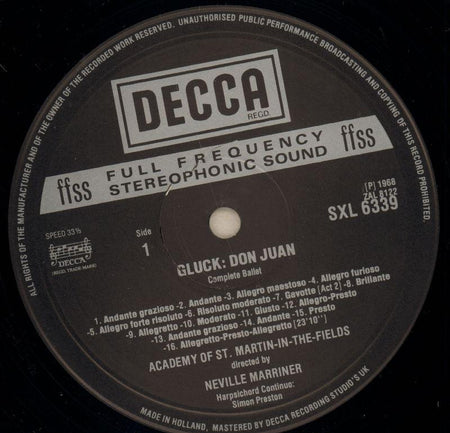 ALL RIGHTS OF THE MANUFACTURER AND OF THE OWNER OF THE RECORDED WORK RESERVED. UNAUTHORISED PUBLIC PERFORMANCE BROADCASTING AND COPYING OF THIS RECORD PROHIBITED.
DECCA
REGD.
FULL FREQUENCY
ffss STEREOPHONIC SOUND ffss
SPEED 33⅓
Side
1
(P) 1968
ZAL 8122
SXL 6339
DECCA
(REGD. TRADE MARK)
GLUCK: DON JUAN
Complete Ballet
1. Andante grazioso -2. Andante -3. Allegro maestoso -4. Allegro furioso
-5. Allegro forte risoluto -6. Risoluto moderato -7. Gavotte [Act 2] -8. Brillante
-9. Allegretto -10. Moderato -11. Giusto -12. Allegro-Presto
-13. Andante grazioso -14. Andante -15. Presto
-16. Allegretto-Presto-Allegretto [23'10'']
ACADEMY OF ST. MARTIN-IN-THE-FIELDS
directed by
NEVILLE MARRINER
Harpsichord Continuo:
Simon Preston
MADE IN HOLLAND, MASTERED BY DECCA RECORDING STUDIO'S UK